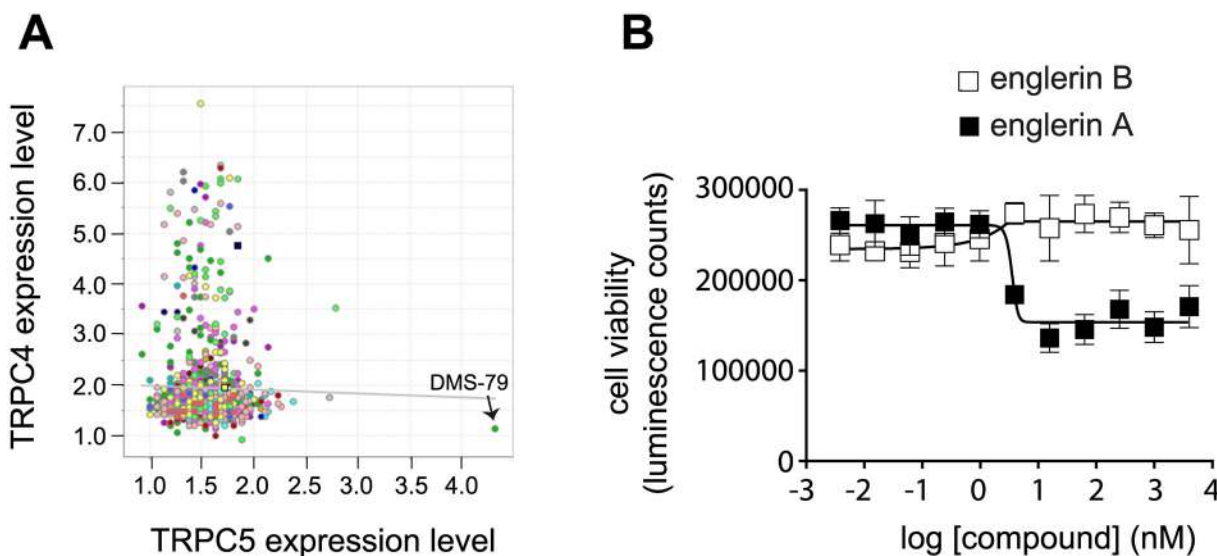 A
TRPC4 expression level
7.0
6.0
5.0
4.0
3.0
2.0
1.0
DMS-79
1.0 1.5 2.0 2.5 3.0 3.5 4.0
TRPC5 expression level
B
englerin B
englerin A
cell viability
(luminescence counts)
300000
200000
100000
0
-3 -2 -1 0 1 2 3 4
log [compound] (nM)